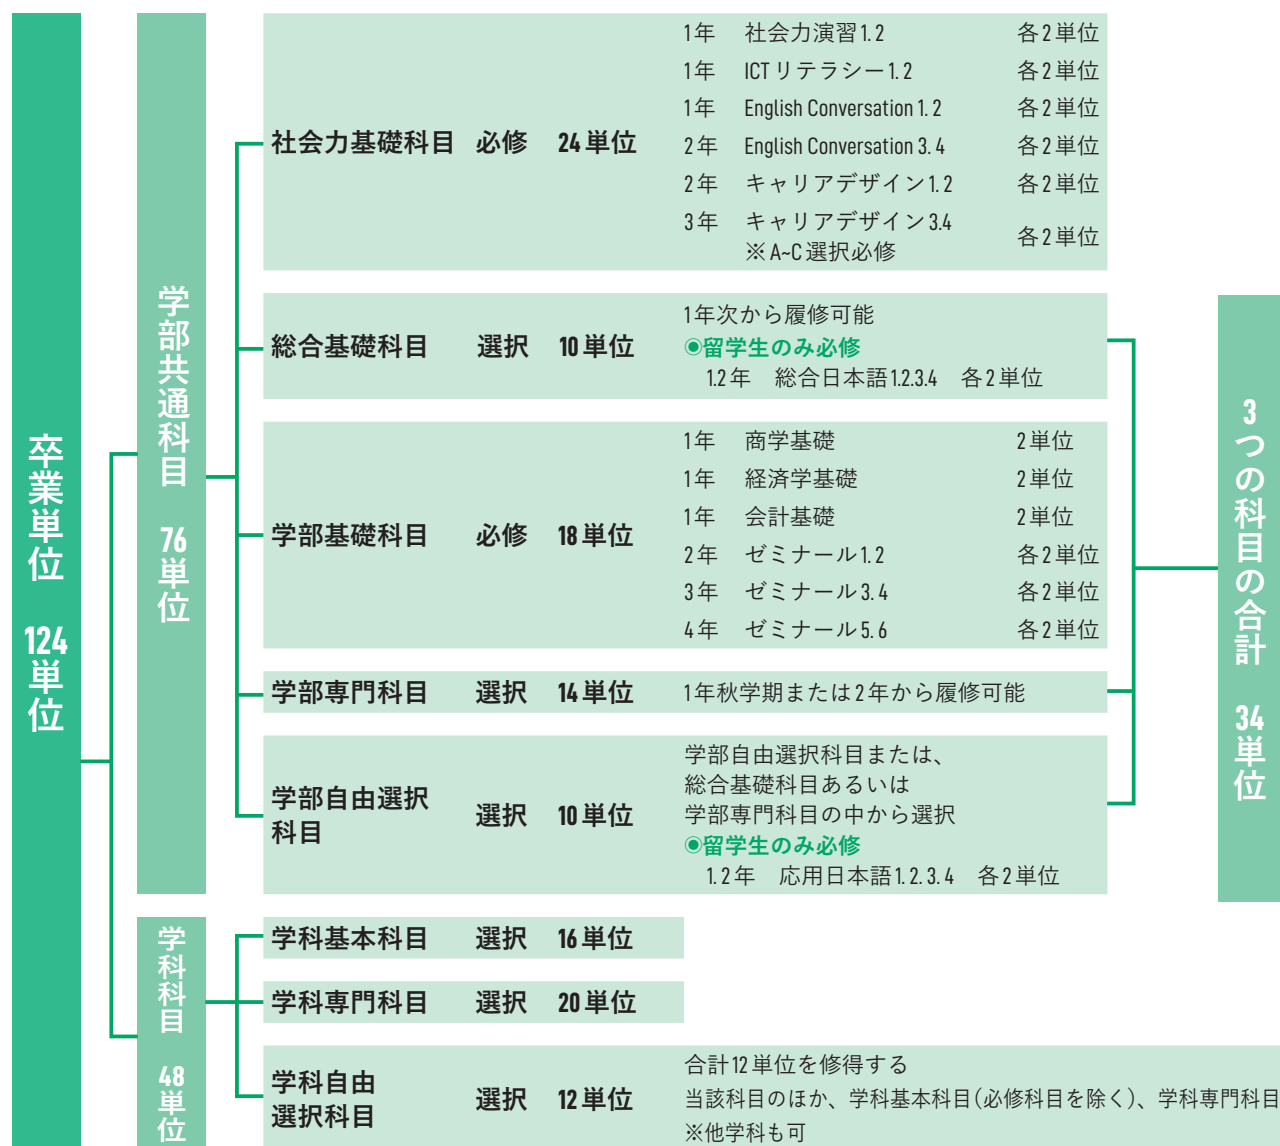 卒業単位 124単位
学部共通科目 76単位
社会力基礎科目 必修 24単位
1年 社会力演習1.2 各2単位
1年 ICTリテラシー1.2 各2単位
1年 English Conversation 1.2 各2単位
2年 English Conversation 3.4 各2単位
2年 キャリアデザイン1.2 各2単位
3年 キャリアデザイン3.4 各2単位
※A~C選択必修
総合基礎科目 選択 10単位
1年次から履修可能
◉留学生のみ必修
1.2年 総合日本語1.2.3.4 各2単位
学部基礎科目 必修 18単位
1年 商学基礎 2単位
1年 経済学基礎 2単位
1年 会計基礎 2単位
2年 ゼミナール1.2 各2単位
3年 ゼミナール3.4 各2単位
4年 ゼミナール5.6 各2単位
学部専門科目 選択 14単位
1年秋学期または2年から履修可能
学部自由選択
科目 選択 10単位
学部自由選択科目または、
総合基礎科目あるいは
学部専門科目の中から選択
◉留学生のみ必修
1.2年 応用日本語1.2.3.4 各2単位
3つの科目の合計 34単位
学科科目 48単位
学科基本科目 選択 16単位
学科専門科目 選択 20単位
学科自由
選択科目 選択 12単位
合計12単位を修得する
当該科目のほか、学科基本科目(必修科目を除く)、学科専門科目
※他学科も可